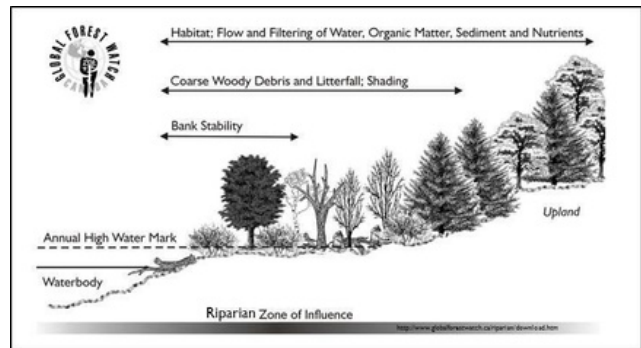 GLOBAL FOREST WATCH
CANADA
Habitat; Flow and Filtering of Water, Organic Matter, Sediment and Nutrients
Coarse Woody Debris and Litterfall; Shading
Bank Stability
Upland
Annual High Water Mark
Waterbody
Riparian Zone of Influence
http://www.globalforestwatch.ca/riparian/download.htm